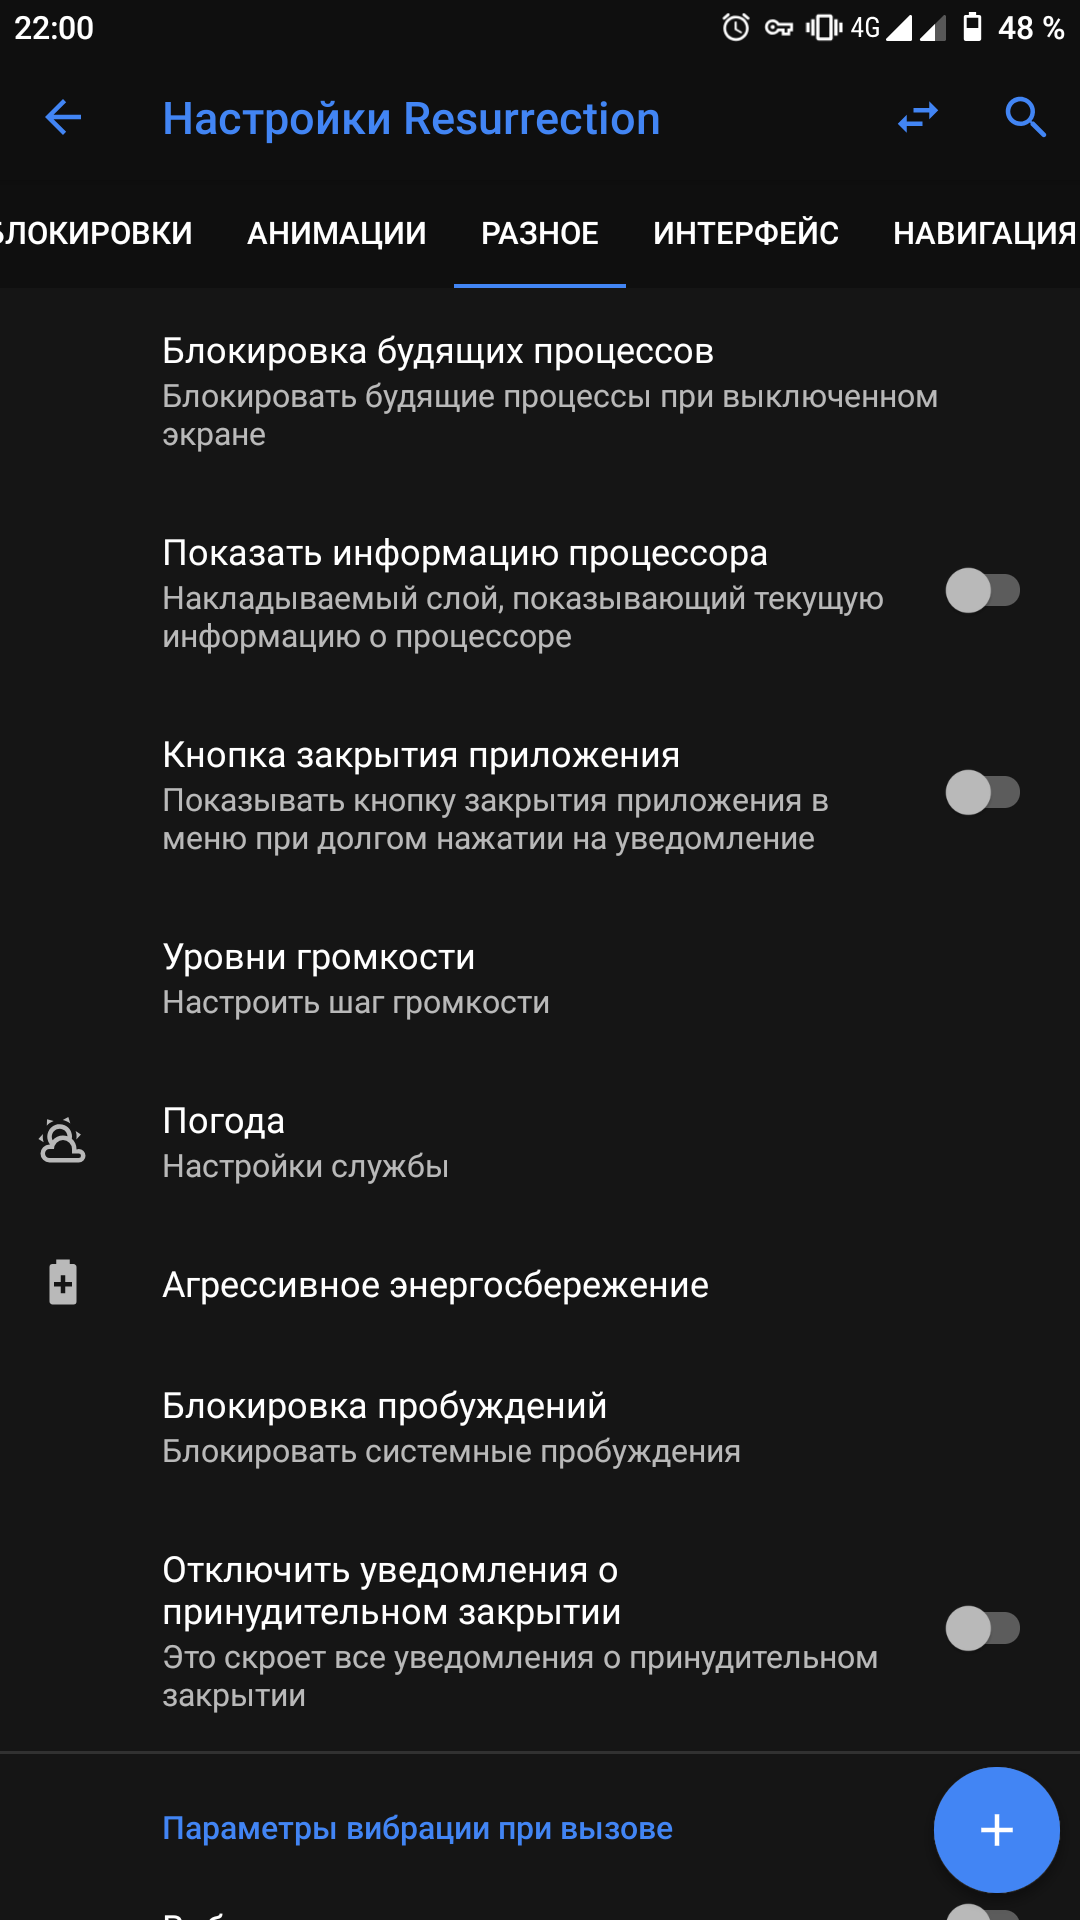 22:00 4G 48 %
Настройки Resurrection
БЛОКИРОВКИ АНИМАЦИИ РАЗНОЕ ИНТЕРФЕЙС НАВИГАЦИЯ
Блокировка будящих процессов
Блокировать будящие процессы при выключенном
экране
Показать информацию процессора
Накладываемый слой, показывающий текущую
информацию о процессоре
Кнопка закрытия приложения
Показывать кнопку закрытия приложения в
меню при долгом нажатии на уведомление
Уровни громкости
Настроить шаг громкости
Погода
Настройки службы
Агрессивное энергосбережение
Блокировка пробуждений
Блокировать системные пробуждения
Отключить уведомления о
принудительном закрытии
Это скроет все уведомления о принудительном
закрытии
Параметры вибрации при вызове